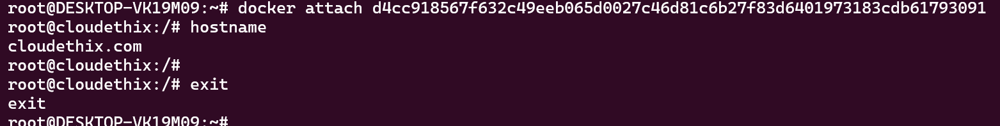 root@DESKTOP-VK19M09:~# docker attach d4cc918567f632c49eeb065d0027c46d81c6b27f83d6401973183cdb61793091
root@cloudethix:/# hostname
cloudethix.com
root@cloudethix:/#
root@cloudethix:/# exit
exit
root@DESKTOP-VK19M09:~#